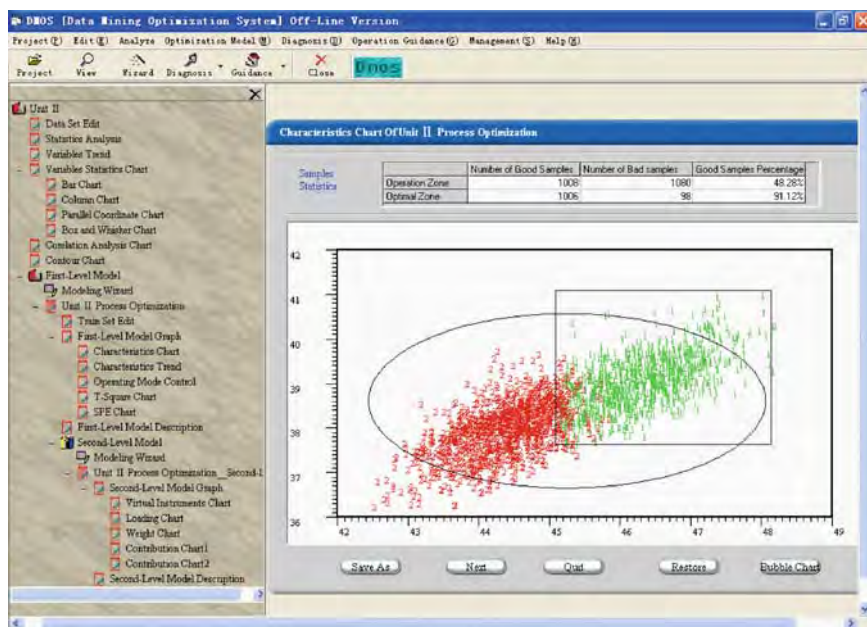 DMOS [Data Mining Optimization System] Off-Line Version
Project(P) Edit(E) Analyze Optimization Model(M) Diagnosis(D) Operation Guidance(G) Management(S) Help(H)
Project View Wizard Diagnosis Guidance Close Dmos
Unit II
Data Set Edit
Statistics Analysis
Variables Trend
Variables Statistics Chart
Bar Chart
Column Chart
Parallel Coordinate Chart
Box and Whisher Chart
Correlation Analysis Chart
Contour Chart
First-Level Model
Modeling Wizard
Unit II Process Optimization
Train Set Edit
First-Level Model Graph
Characteristics Chart
Characteristics Trend
Operating Mode Control
T-Square Chart
SPE Chart
First-Level Model Description
Second-Level Model
Modeling Wizard
Unit II Process Optimization__Second-l
Second-Level Model Graph
Virtual Instruments Chart
Loading Chart
Weight Chart
Contribution Chart1
Contribution Chart2
Second-Level Model Description
Characteristics Chart Of Unit II Process Optimization
Samples
Statistics
Number of Good Samples Number of Bad samples Good Samples Percentage
Operation Zone 1008 1080 48.28%
Optimal Zone 1006 98 91.12%
42
41
40
39
38
37
36
42 43 44 45 46 47 48 49
Save As Next Quit Restore Bubble Chart